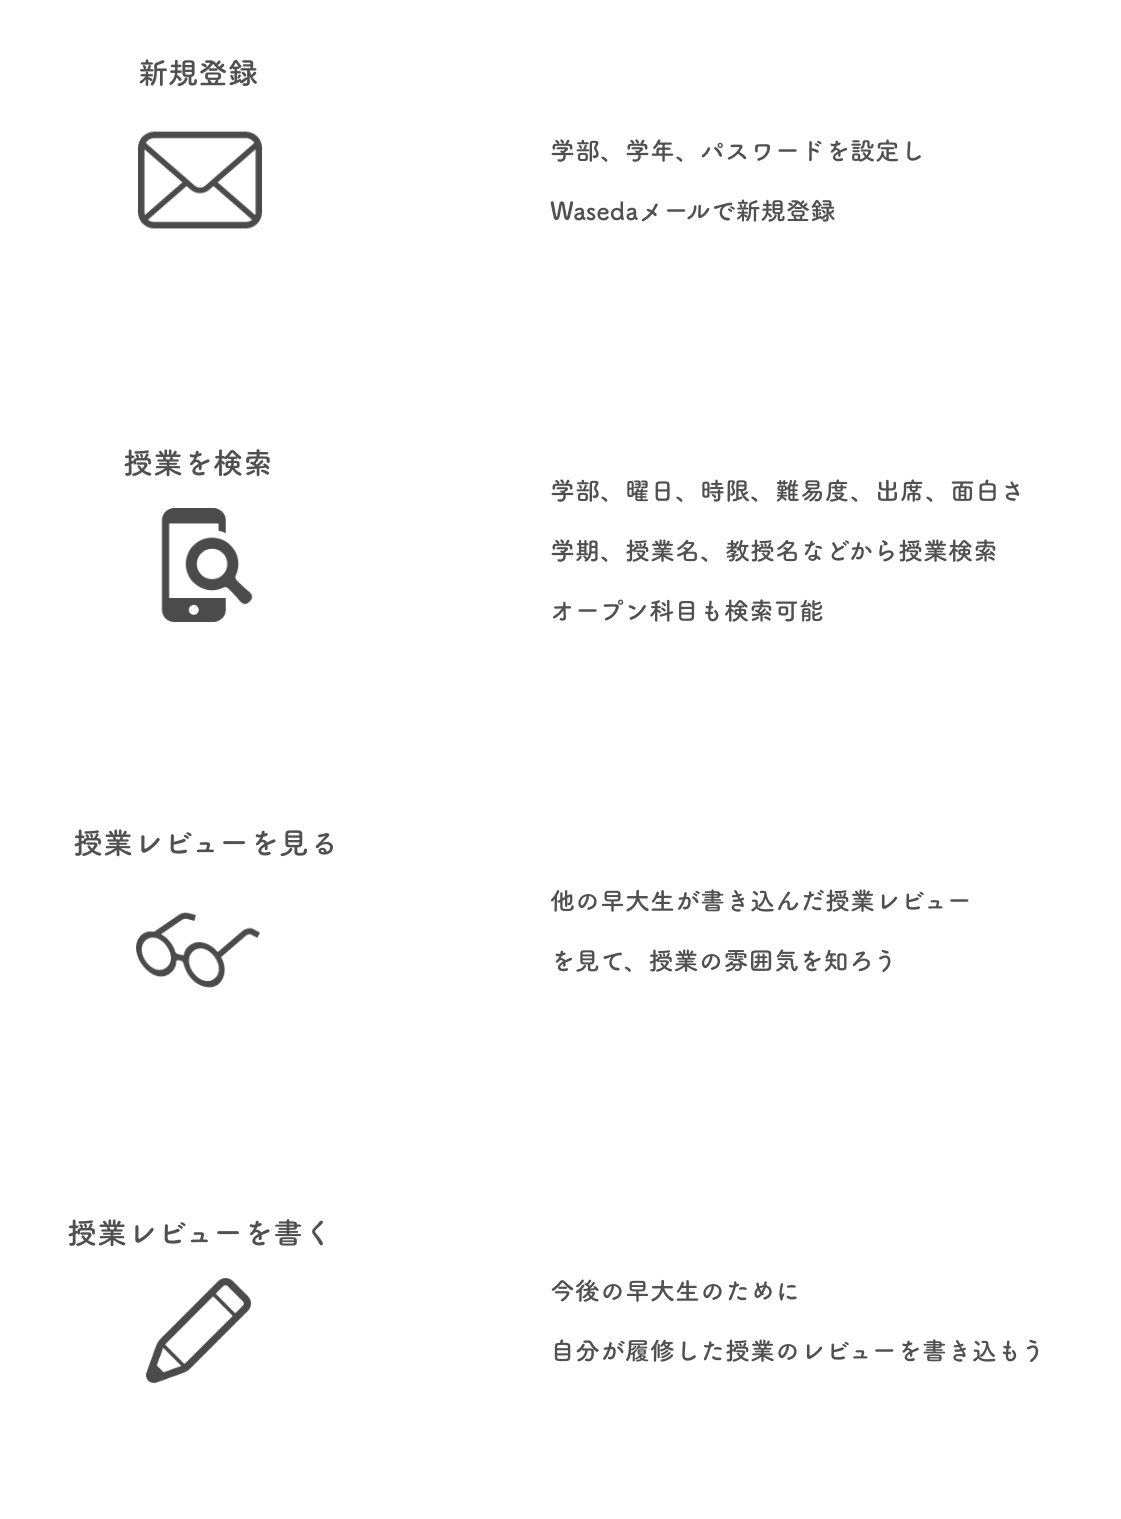 新規登録
学部、学年、パスワードを設定し
Wasedaメールで新規登録
授業を検索
学部、曜日、時限、難易度、出席、面白さ
学期、授業名、教授名などから授業検索
オープン科目も検索可能
授業レビューを見る
他の早大生が書き込んだ授業レビュー
を見て、授業の雰囲気を知ろう
授業レビューを書く
今後の早大生のために
自分が履修した授業のレビューを書き込もう